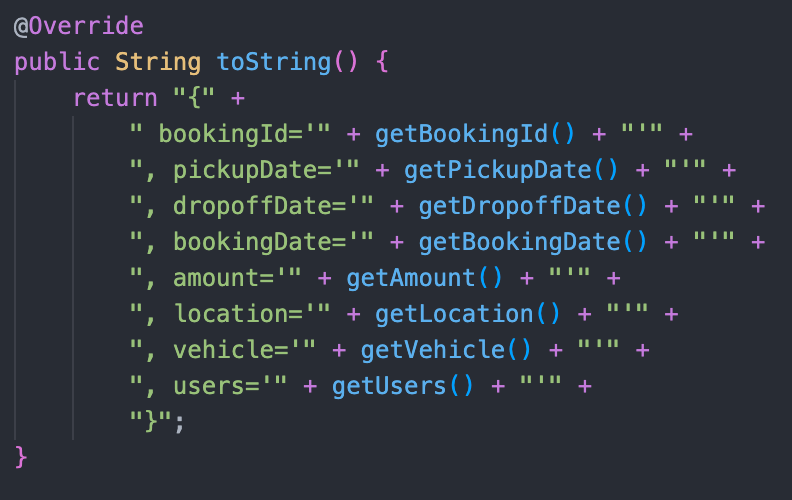 @Override
public String toString() {
    return "{" +
        " bookingId='" + getBookingId() + "'" +
        ", pickupDate='" + getPickupDate() + "'" +
        ", dropoffDate='" + getDropoffDate() + "'" +
        ", bookingDate='" + getBookingDate() + "'" +
        ", amount='" + getAmount() + "'" +
        ", location='" + getLocation() + "'" +
        ", vehicle='" + getVehicle() + "'" +
        ", users='" + getUsers() + "'" +
        "}";
}